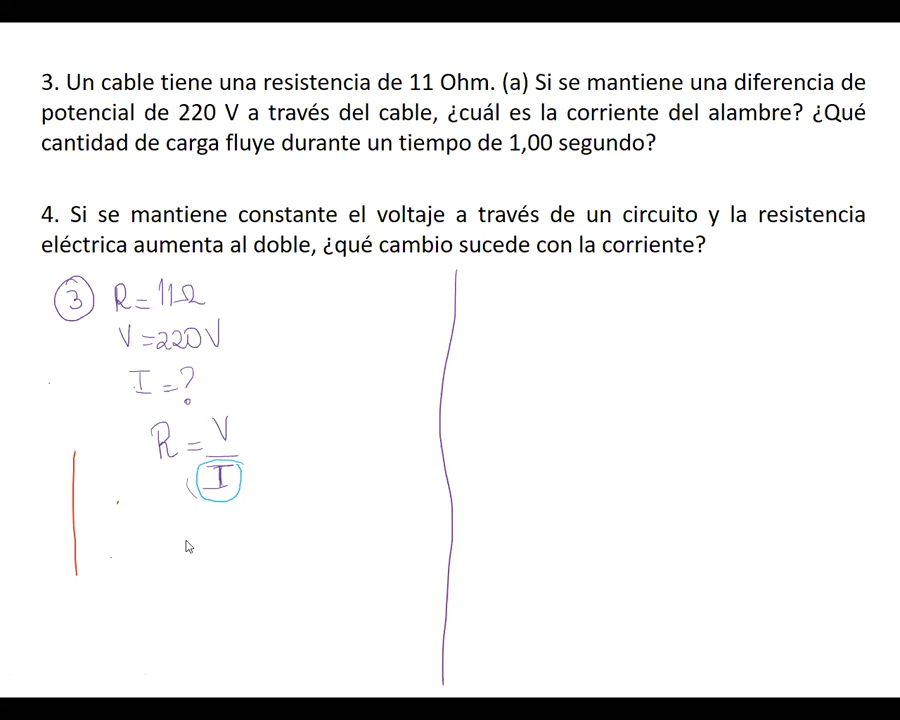 3. Un cable tiene una resistencia de 11 Ohm. (a) Si se mantiene una diferencia de
potencial de 220 V a través del cable, ¿cuál es la corriente del alambre? ¿Qué
cantidad de carga fluye durante un tiempo de 1,00 segundo?
4. Si se mantiene constante el voltaje a través de un circuito y la resistencia
eléctrica aumenta al doble, ¿qué cambio sucede con la corriente?
3 R = 11Ω
V = 220V
I = ?
R = V
I